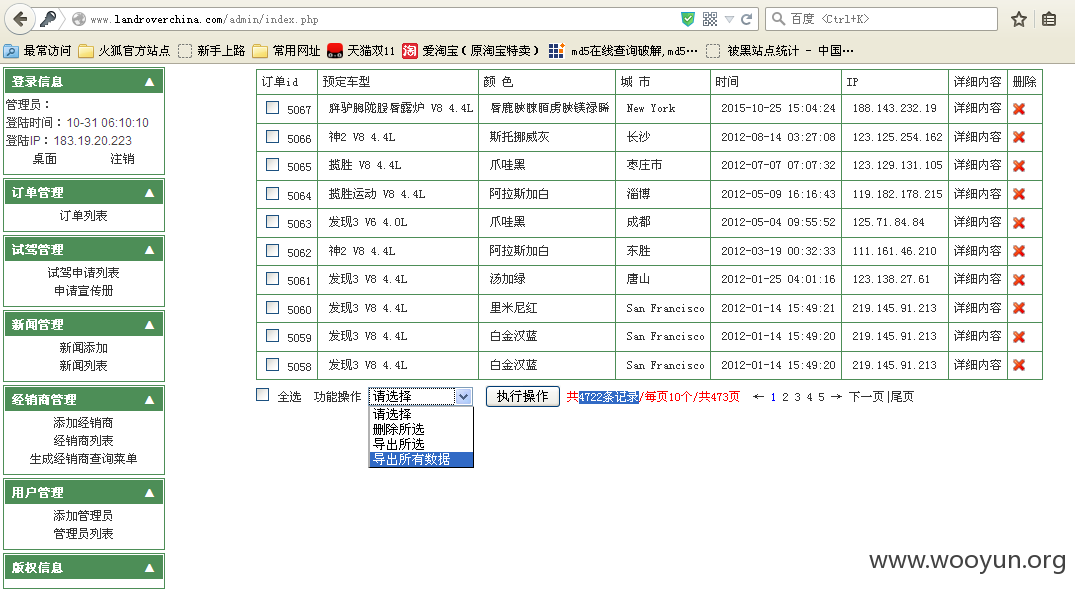 www.landroverchina.com/admin/index.php
百度 <Ctrl+K>
最常访问 火狐官方站点 新手上路 常用网址 天猫双11 淘 爱淘宝（原淘宝特卖） md5在线查询破解,md5… 被黑站点统计 - 中国…
登录信息
管理员：
登陆时间：10-31 06:10:10
登陆IP：183.19.20.223
桌面 注销
订单管理
订单列表
试驾管理
试驾申请列表
申请宣传册
新闻管理
新闻添加
新闻列表
经销商管理
添加经销商
经销商列表
生成经销商查询菜单
用户管理
添加管理员
管理员列表
版权信息
订单id 预定车型 颜 色 城 市 时间 IP 详细内容 删除
5067 V8 4.4L New York 2015-10-25 15:04:24 188.143.232.19 详细内容
5066 神2 V8 4.4L 斯托挪威灰 长沙 2012-08-14 03:27:08 123.125.254.162 详细内容
5065 揽胜 V8 4.4L 爪哇黑 枣庄市 2012-07-07 07:07:32 123.129.131.105 详细内容
5064 揽胜运动 V8 4.4L 阿拉斯加白 淄博 2012-05-09 16:16:43 119.182.178.215 详细内容
5063 发现3 V6 4.0L 爪哇黑 成都 2012-05-04 09:55:52 125.71.84.84 详细内容
5062 神2 V8 4.4L 阿拉斯加白 东胜 2012-03-19 00:32:33 111.161.46.210 详细内容
5061 发现3 V8 4.4L 汤加绿 唐山 2012-01-25 04:01:16 123.138.27.61 详细内容
5060 发现3 V8 4.4L 里米尼红 San Francisco 2012-01-14 15:49:21 219.145.91.213 详细内容
5059 发现3 V8 4.4L 白金汉蓝 San Francisco 2012-01-14 15:49:20 219.145.91.213 详细内容
5058 发现3 V8 4.4L 白金汉蓝 San Francisco 2012-01-14 15:49:20 219.145.91.213 详细内容
全选 功能操作 请选择 执行操作 共4722条记录/每页10个/共473页 ← 1 2 3 4 5 → 下一页 |尾页
请选择
删除所选
导出所选
导出所有数据
www.wooyun.org